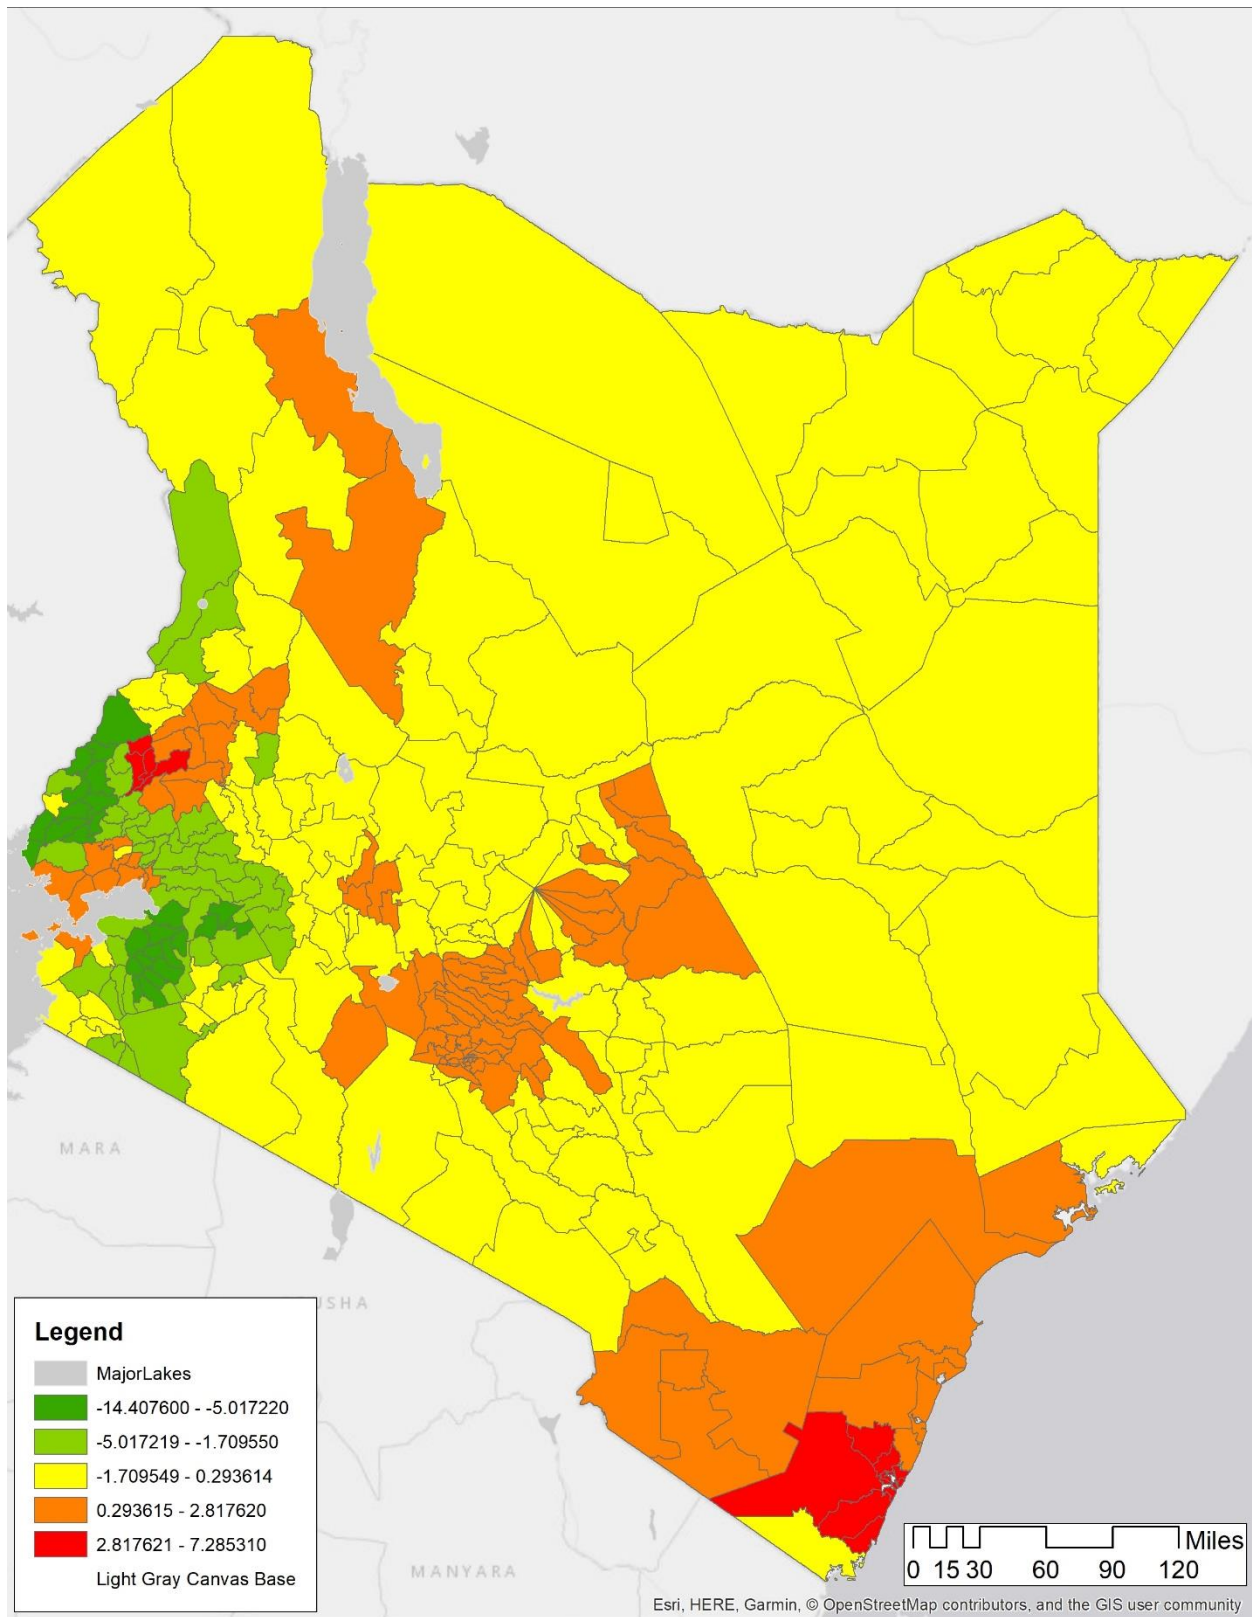 MARA
USHA
MANYARA
Legend
MajorLakes
-14.407600 - -5.017220
-5.017219 - -1.709550
-1.709549 - 0.293614
0.293615 - 2.817620
2.817621 - 7.285310
Light Gray Canvas Base
Miles
0 15 30 60 90 120
Esri, HERE, Garmin, © OpenStreetMap contributors, and the GIS user community